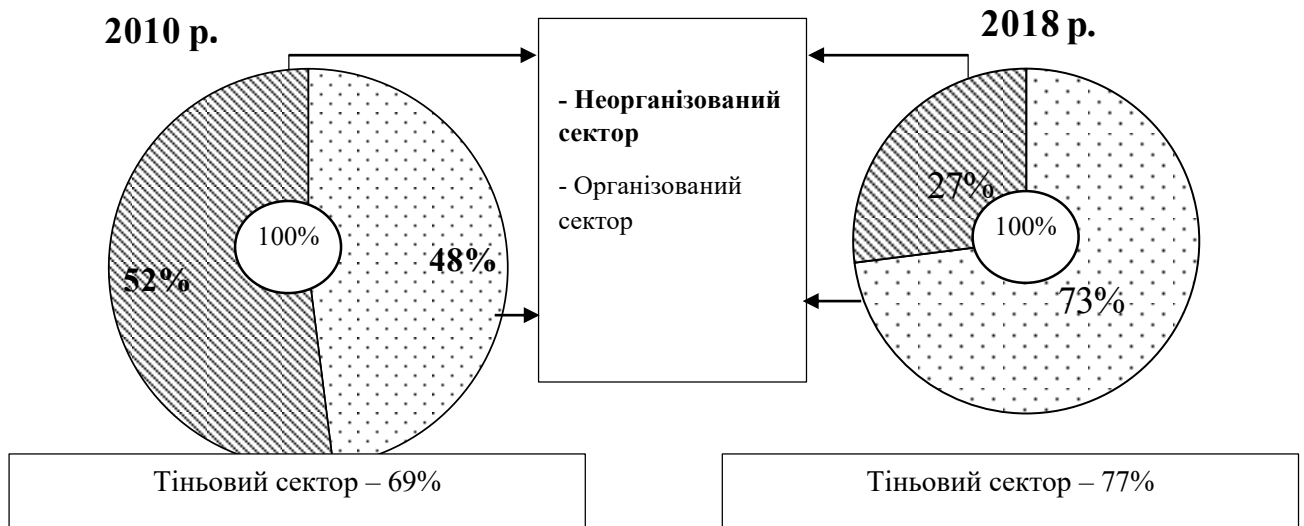 2010 р.
52%
100%
48%
- Неорганізований
сектор
- Організований
сектор
2018 р.
27%
100%
73%
Тіньовий сектор – 69%
Тіньовий сектор – 77%